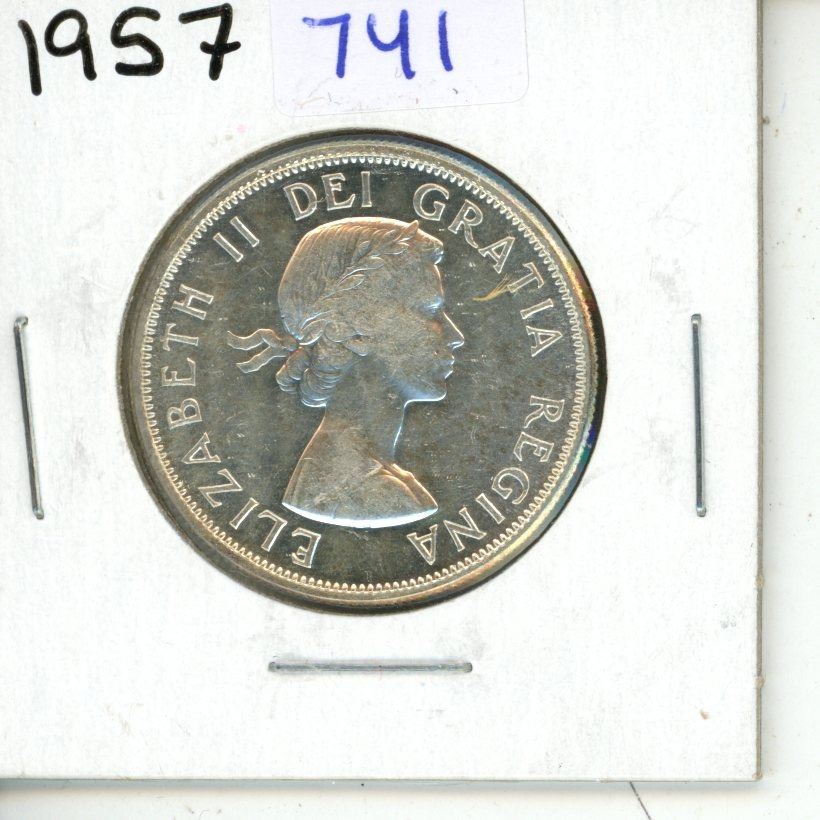 1957 741
ELIZABETH II DEI GRATIA REGINA